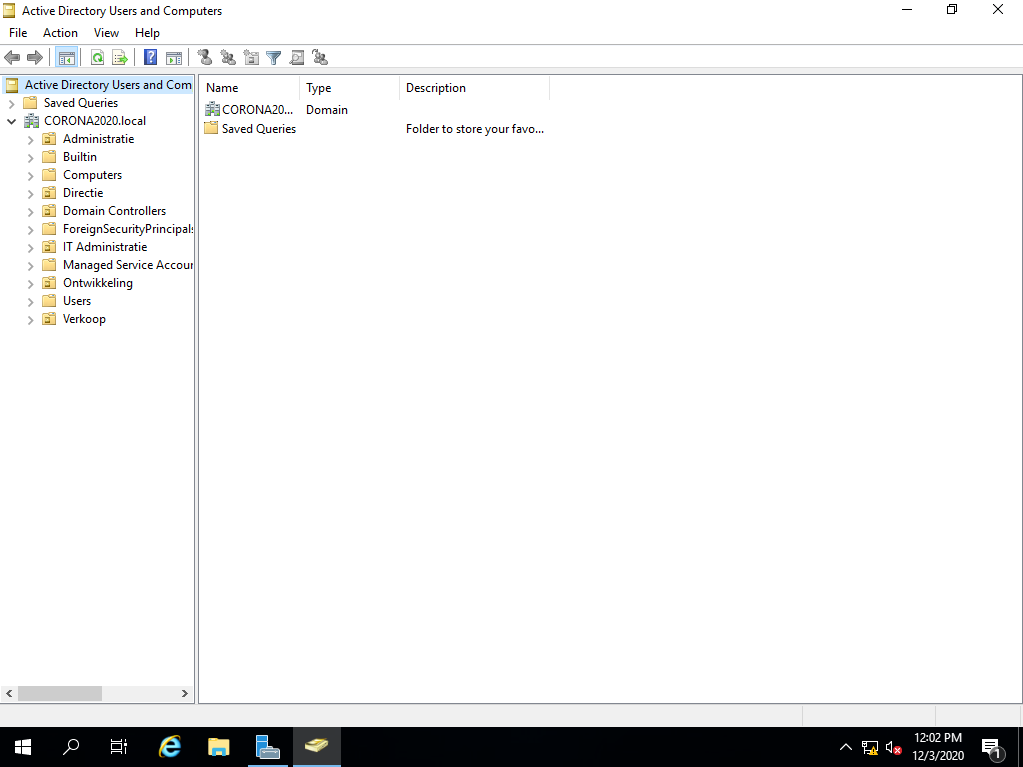 Active Directory Users and Computers
File Action View Help
Active Directory Users and Com
Saved Queries
CORONA2020.local
Administratie
Builtin
Computers
Directie
Domain Controllers
ForeignSecurityPrincipals
IT Administratie
Managed Service Accour
Ontwikkeling
Users
Verkoop
Name Type Description
CORONA20... Domain
Saved Queries Folder to store your favo...
12:02 PM
12/3/2020
1